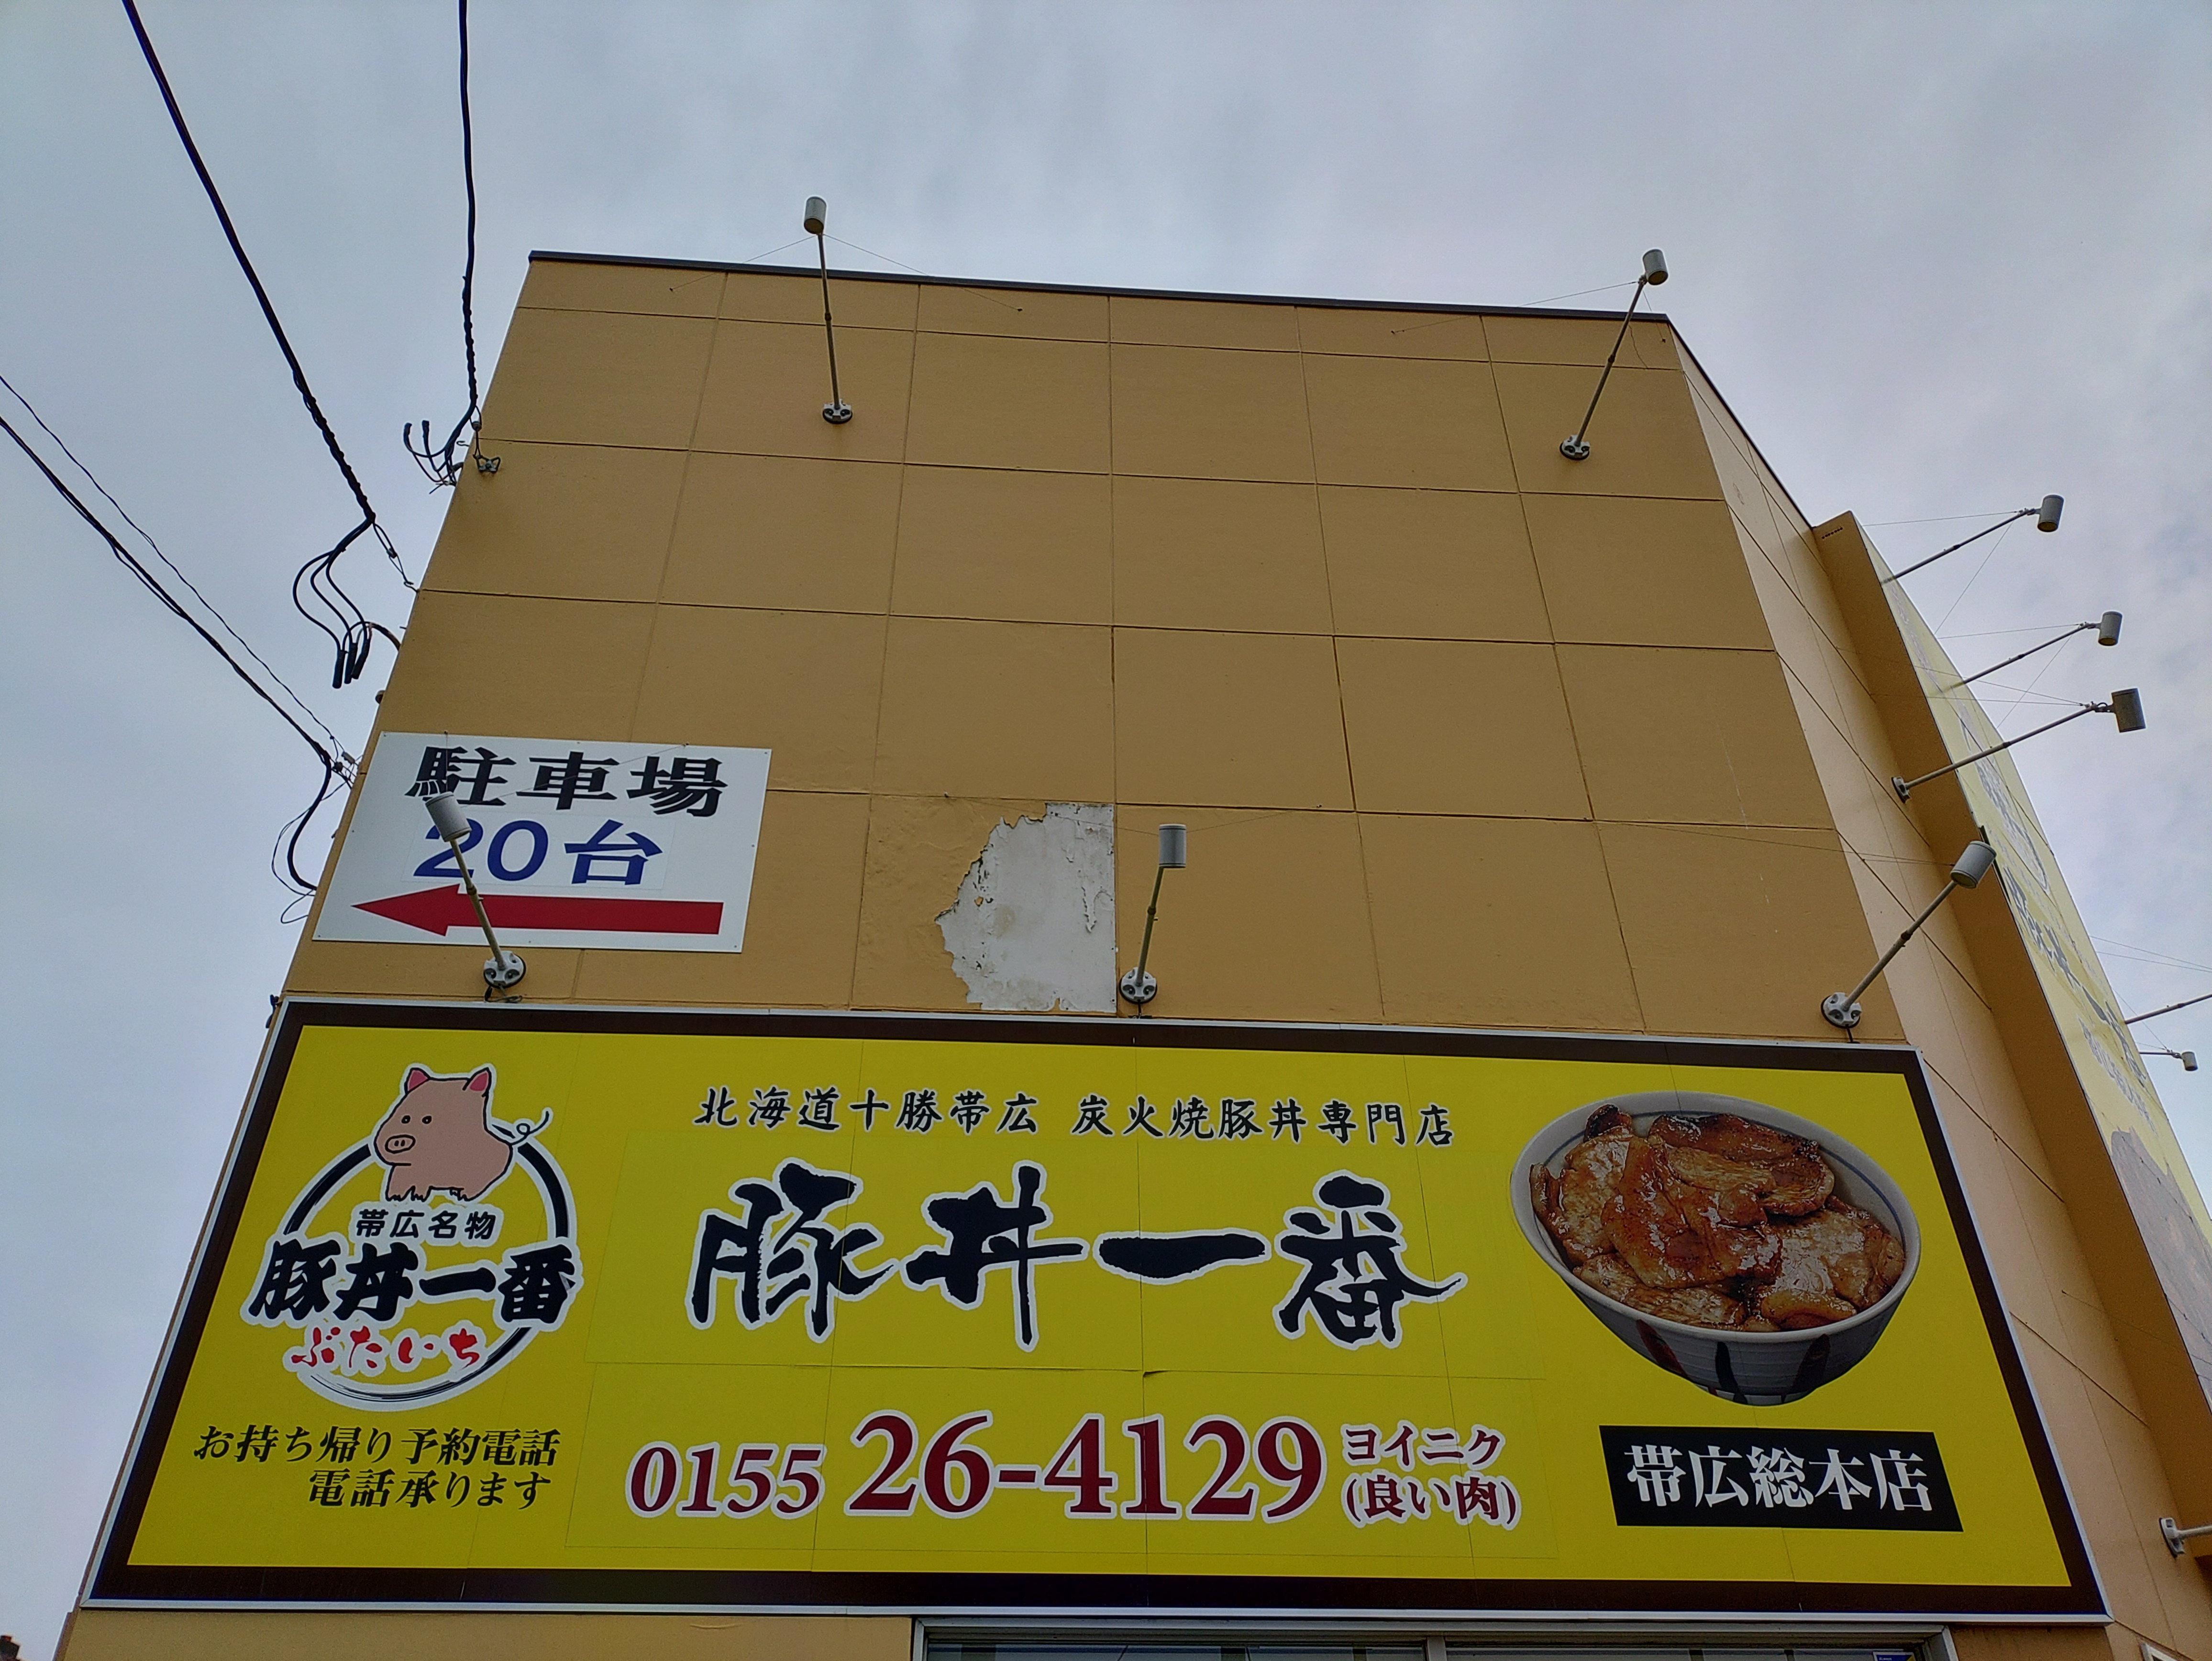 駐車場
20台
北海道十勝帯広 炭火焼豚丼専門店
帯広名物
豚丼一番
ぶたいち
豚丼一番
お持ち帰り予約電話
電話承ります
0155 26-4129
ヨイニク
(良い肉)
帯広総本店